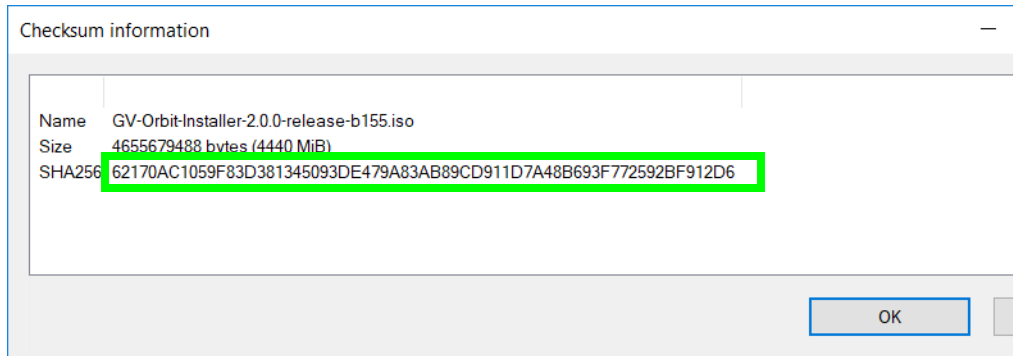 Checksum information
Name GV-Orbit-Installer-2.0.0-release-b155.iso
Size 4655679488 bytes (4440 MiB)
SHA256 62170AC1059F83D381345093DE479A83AB89CD911D7A48B693F772592BF912D6
OK